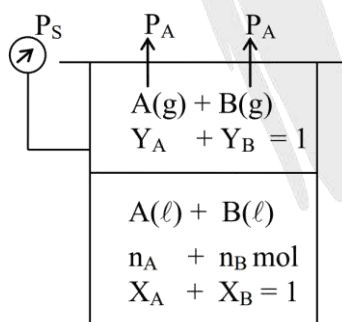 P_S P_A P_A
A(g) + B(g)
Y_A + Y_B = 1
A(ℓ) + B(ℓ)
n_A + n_B mol
X_A + X_B = 1